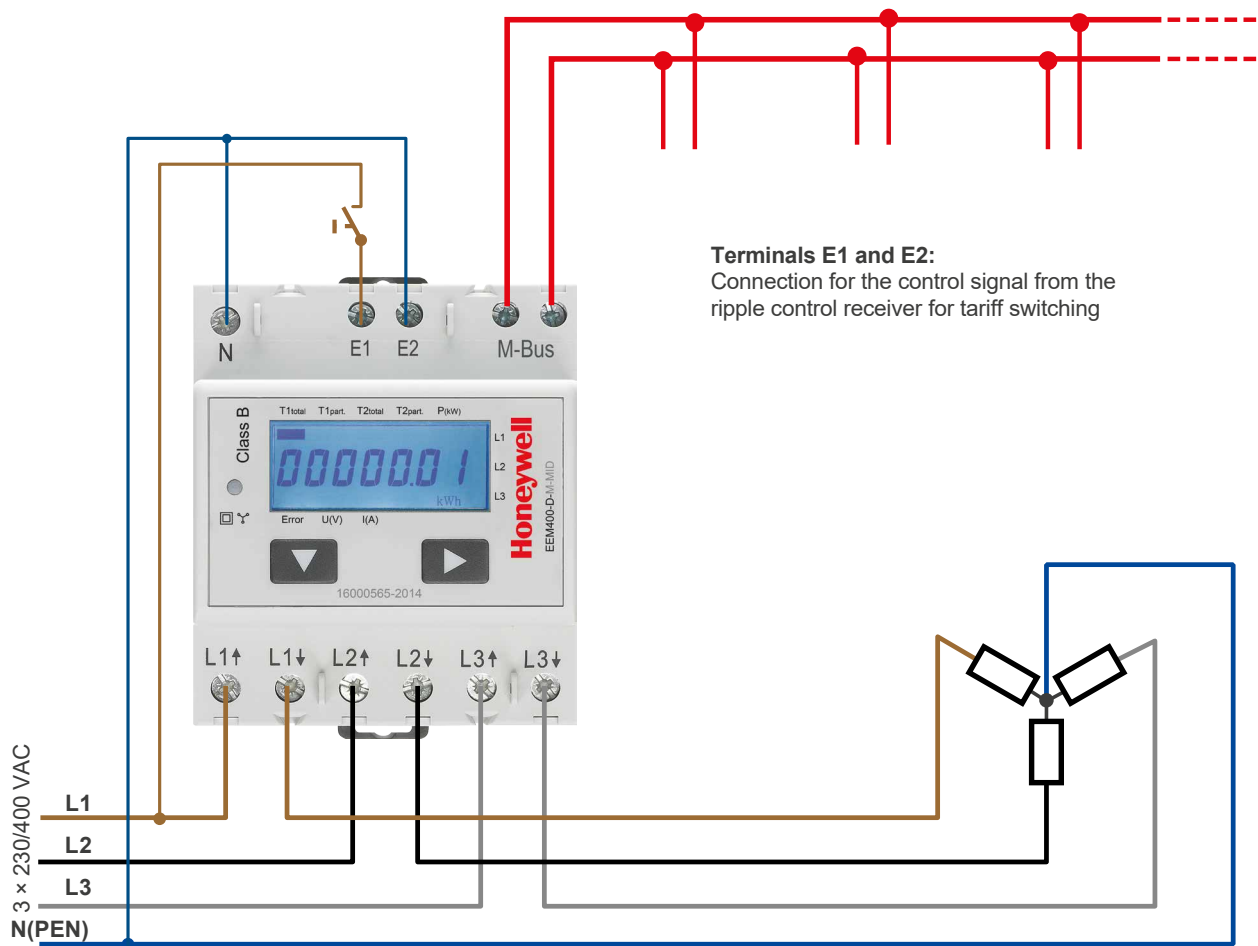 Terminals E1 and E2:
Connection for the control signal from the
ripple control receiver for tariff switching
N E1 E2 M-Bus
Class B
T1total T1part. T2total T2part. P(kW)
L1
L2
L3
000000.01
kWh
Error U(V) I(A)
Honeywell
EEM400-D-M-MID
16000565-2014
L1↑ L1↓ L2↑ L2↓ L3↑ L3↓
3 × 230/400 VAC
L1
L2
L3
N(PEN)